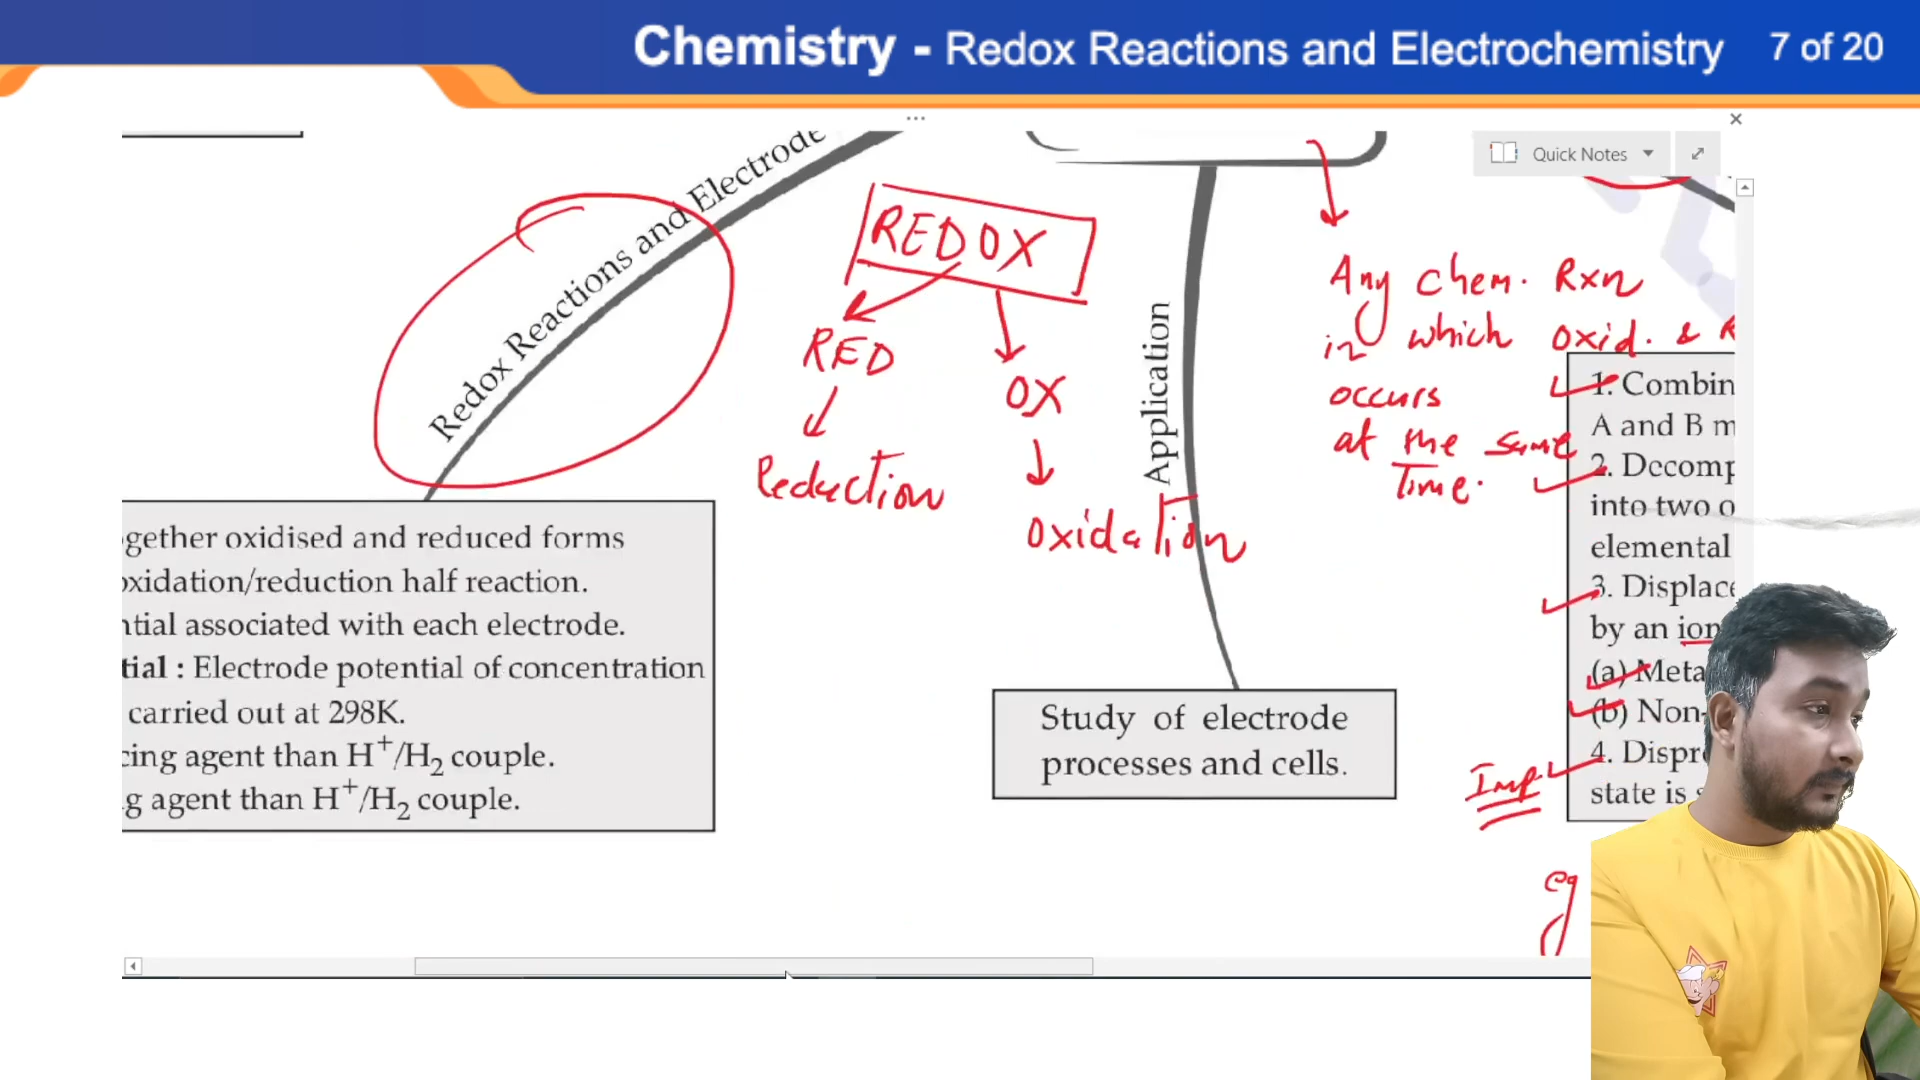 Chemistry - Redox Reactions and Electrochemistry 7 of 20
Quick Notes
Redox Reactions and Electrode
REDOX
RED
OX
Reduction
Oxidation
Application
Any chem. Rxn
in which Oxid. & R
occurs
at the same
Time.
gether oxidised and reduced forms
oxidation/reduction half reaction.
ntial associated with each electrode.
tial : Electrode potential of concentration
carried out at 298K.
cing agent than H⁺/H₂ couple.
g agent than H⁺/H₂ couple.
Study of electrode
processes and cells.
1. Combin
A and B m
2. Decomp
into two o
elemental
3. Displace
by an ion
(a) Meta
(b) Non-
4. Dispr
state is s
Imp
eg